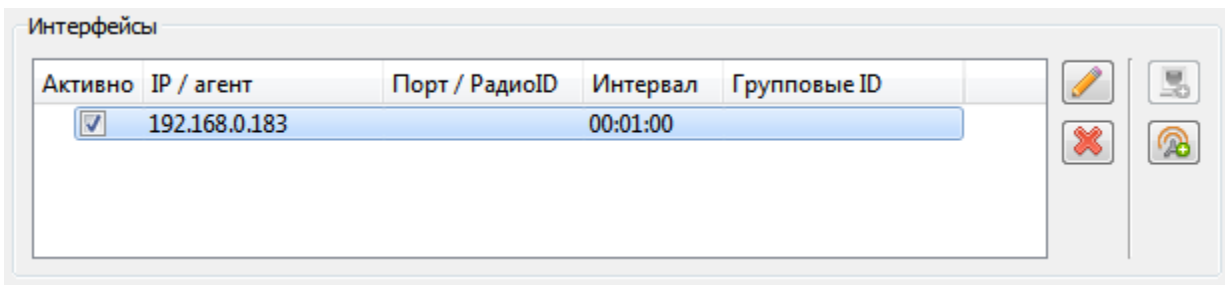 Интерфейсы
Активно IP / агент Порт / РадиоID Интервал Групповые ID
192.168.0.183 00:01:00